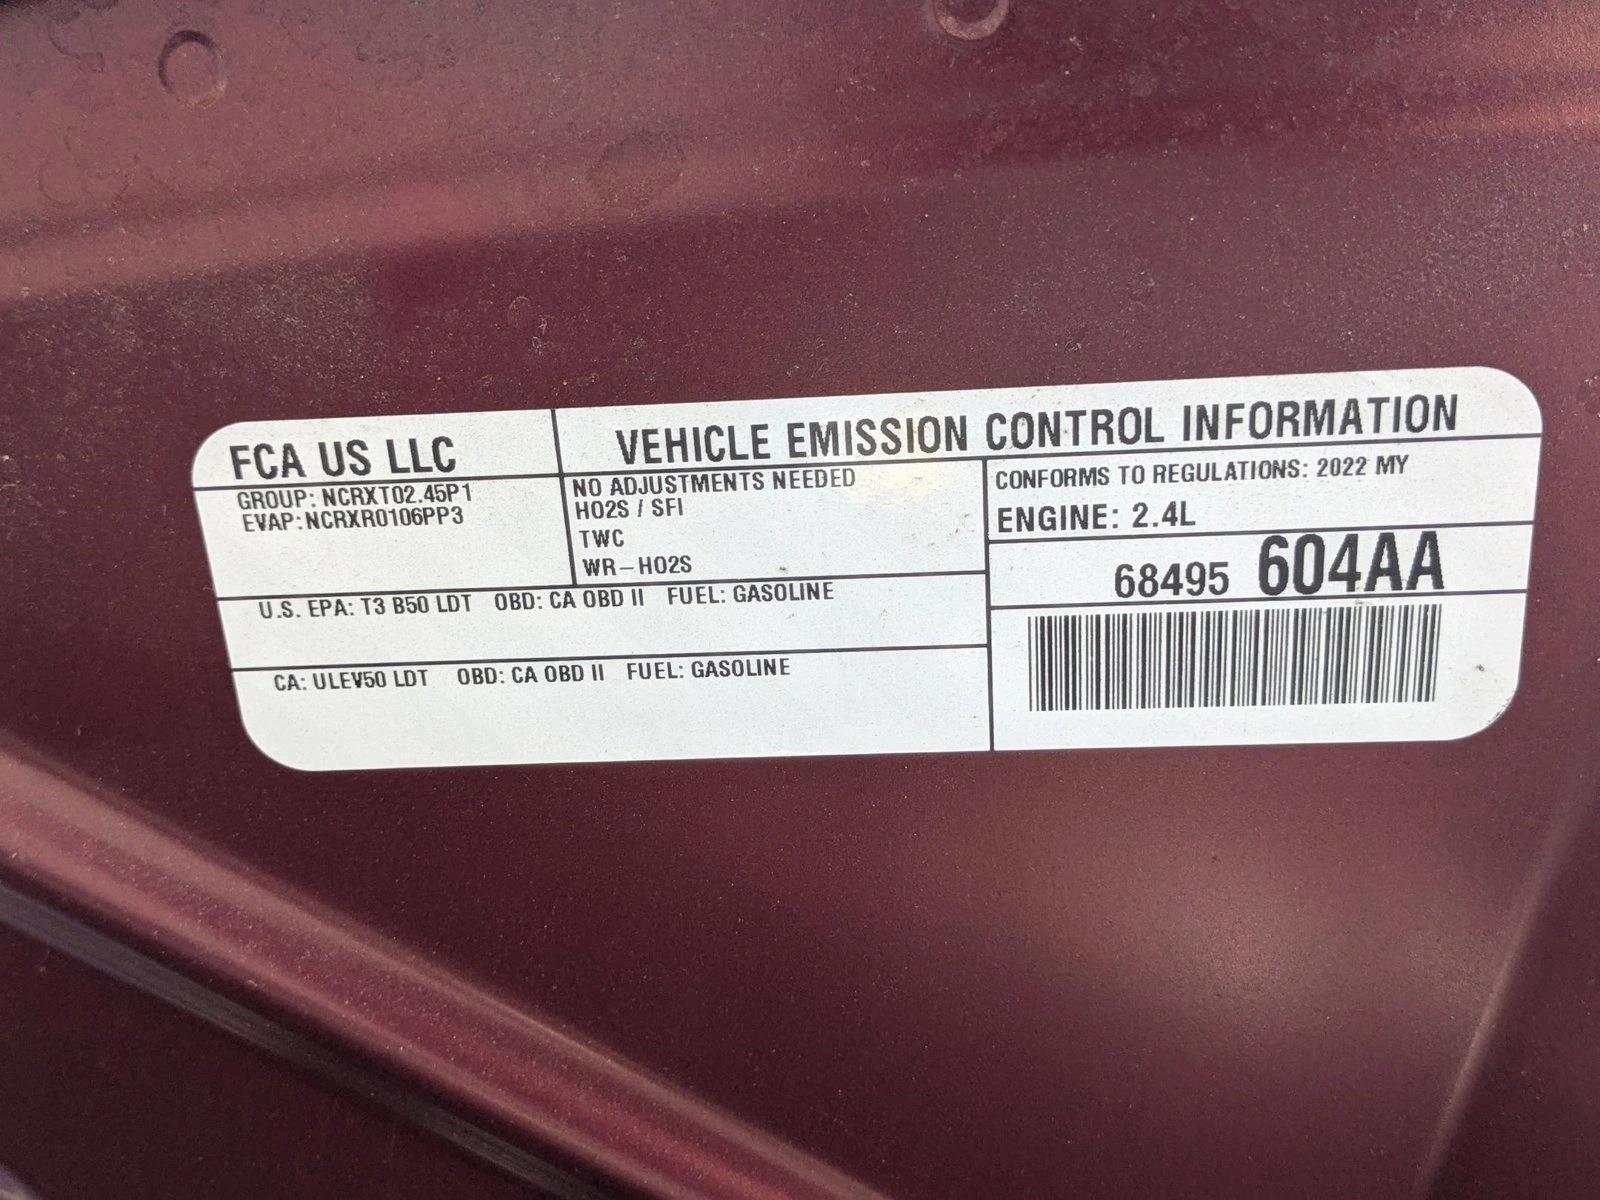 FCA US LLC
VEHICLE EMISSION CONTROL INFORMATION
GROUP: NCRXT02.45P1
EVAP: NCRXR0106PP3
NO ADJUSTMENTS NEEDED
HO2S / SFI
TWC
WR-HO2S
CONFORMS TO REGULATIONS: 2022 MY
ENGINE: 2.4L
68495 604AA
U.S. EPA: T3 B50 LDT OBD: CA OBD II FUEL: GASOLINE
CA: ULEV50 LDT OBD: CA OBD II FUEL: GASOLINE